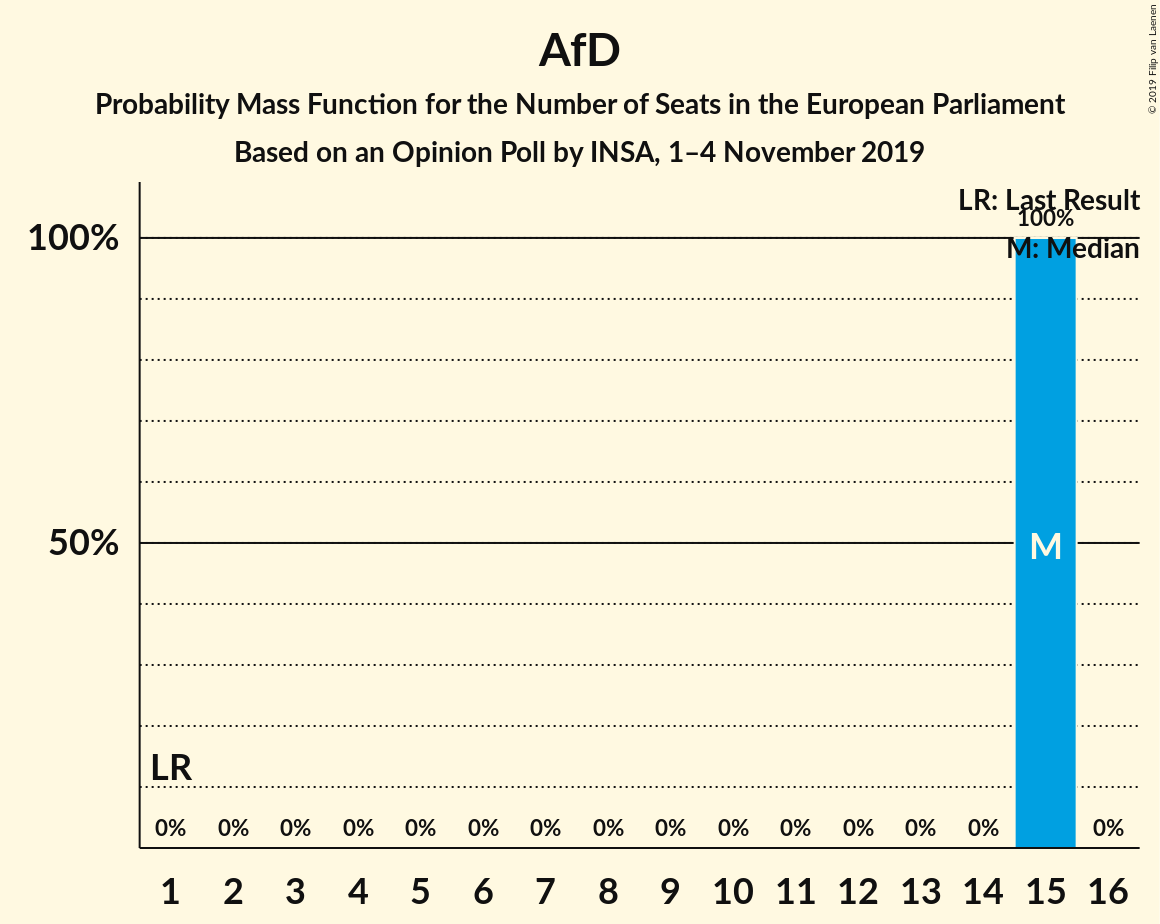 AfD
Probability Mass Function for the Number of Seats in the European Parliament
Based on an Opinion Poll by INSA, 1–4 November 2019
© 2019 Filip van Laenen
LR: Last Result
100%
M: Median
100%
50%
M
LR
0% 0% 0% 0% 0% 0% 0% 0% 0% 0% 0% 0% 0% 0% 0%
1 2 3 4 5 6 7 8 9 10 11 12 13 14 15 16